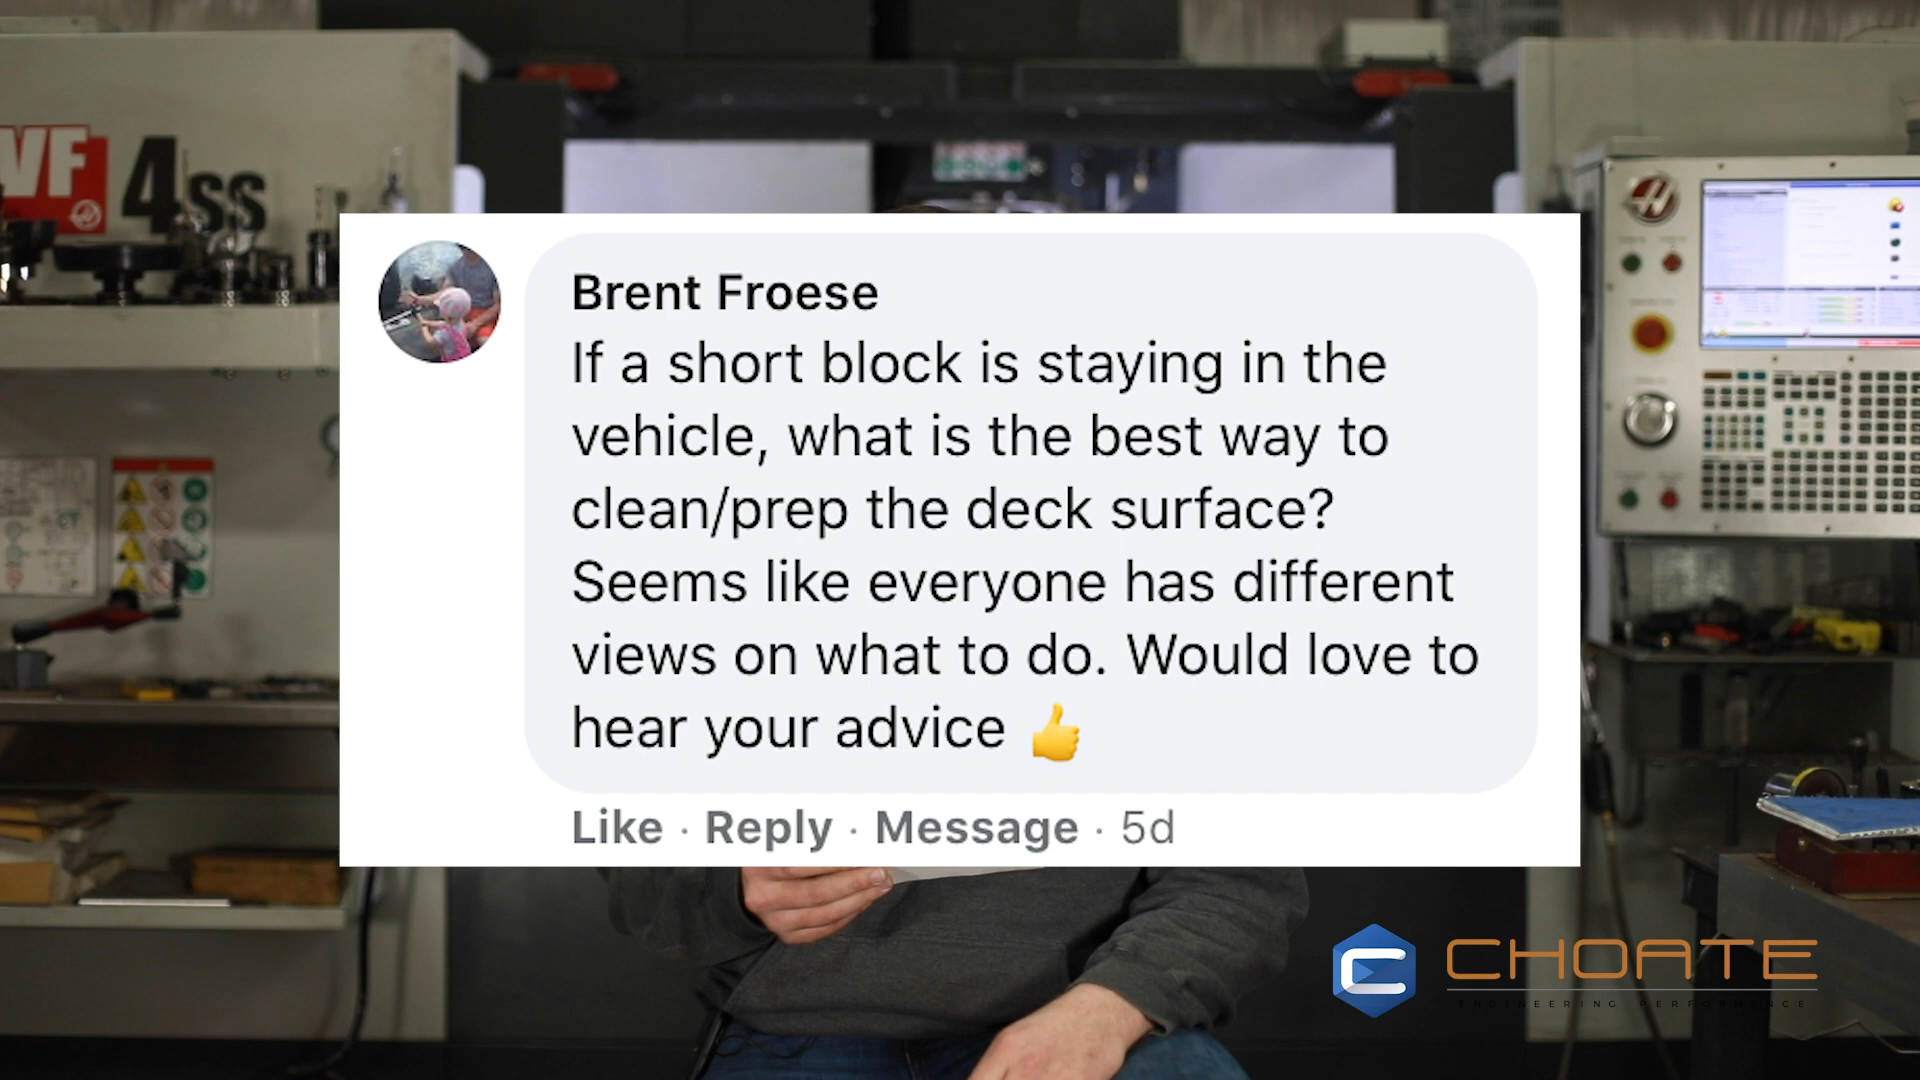 VF
4ss
Brent Froese
If a short block is staying in the
vehicle, what is the best way to
clean/prep the deck surface?
Seems like everyone has different
views on what to do. Would love to
hear your advice 👍
Like · Reply · Message · 5d
CHOATE
ENGINEERING PERFORMANCE